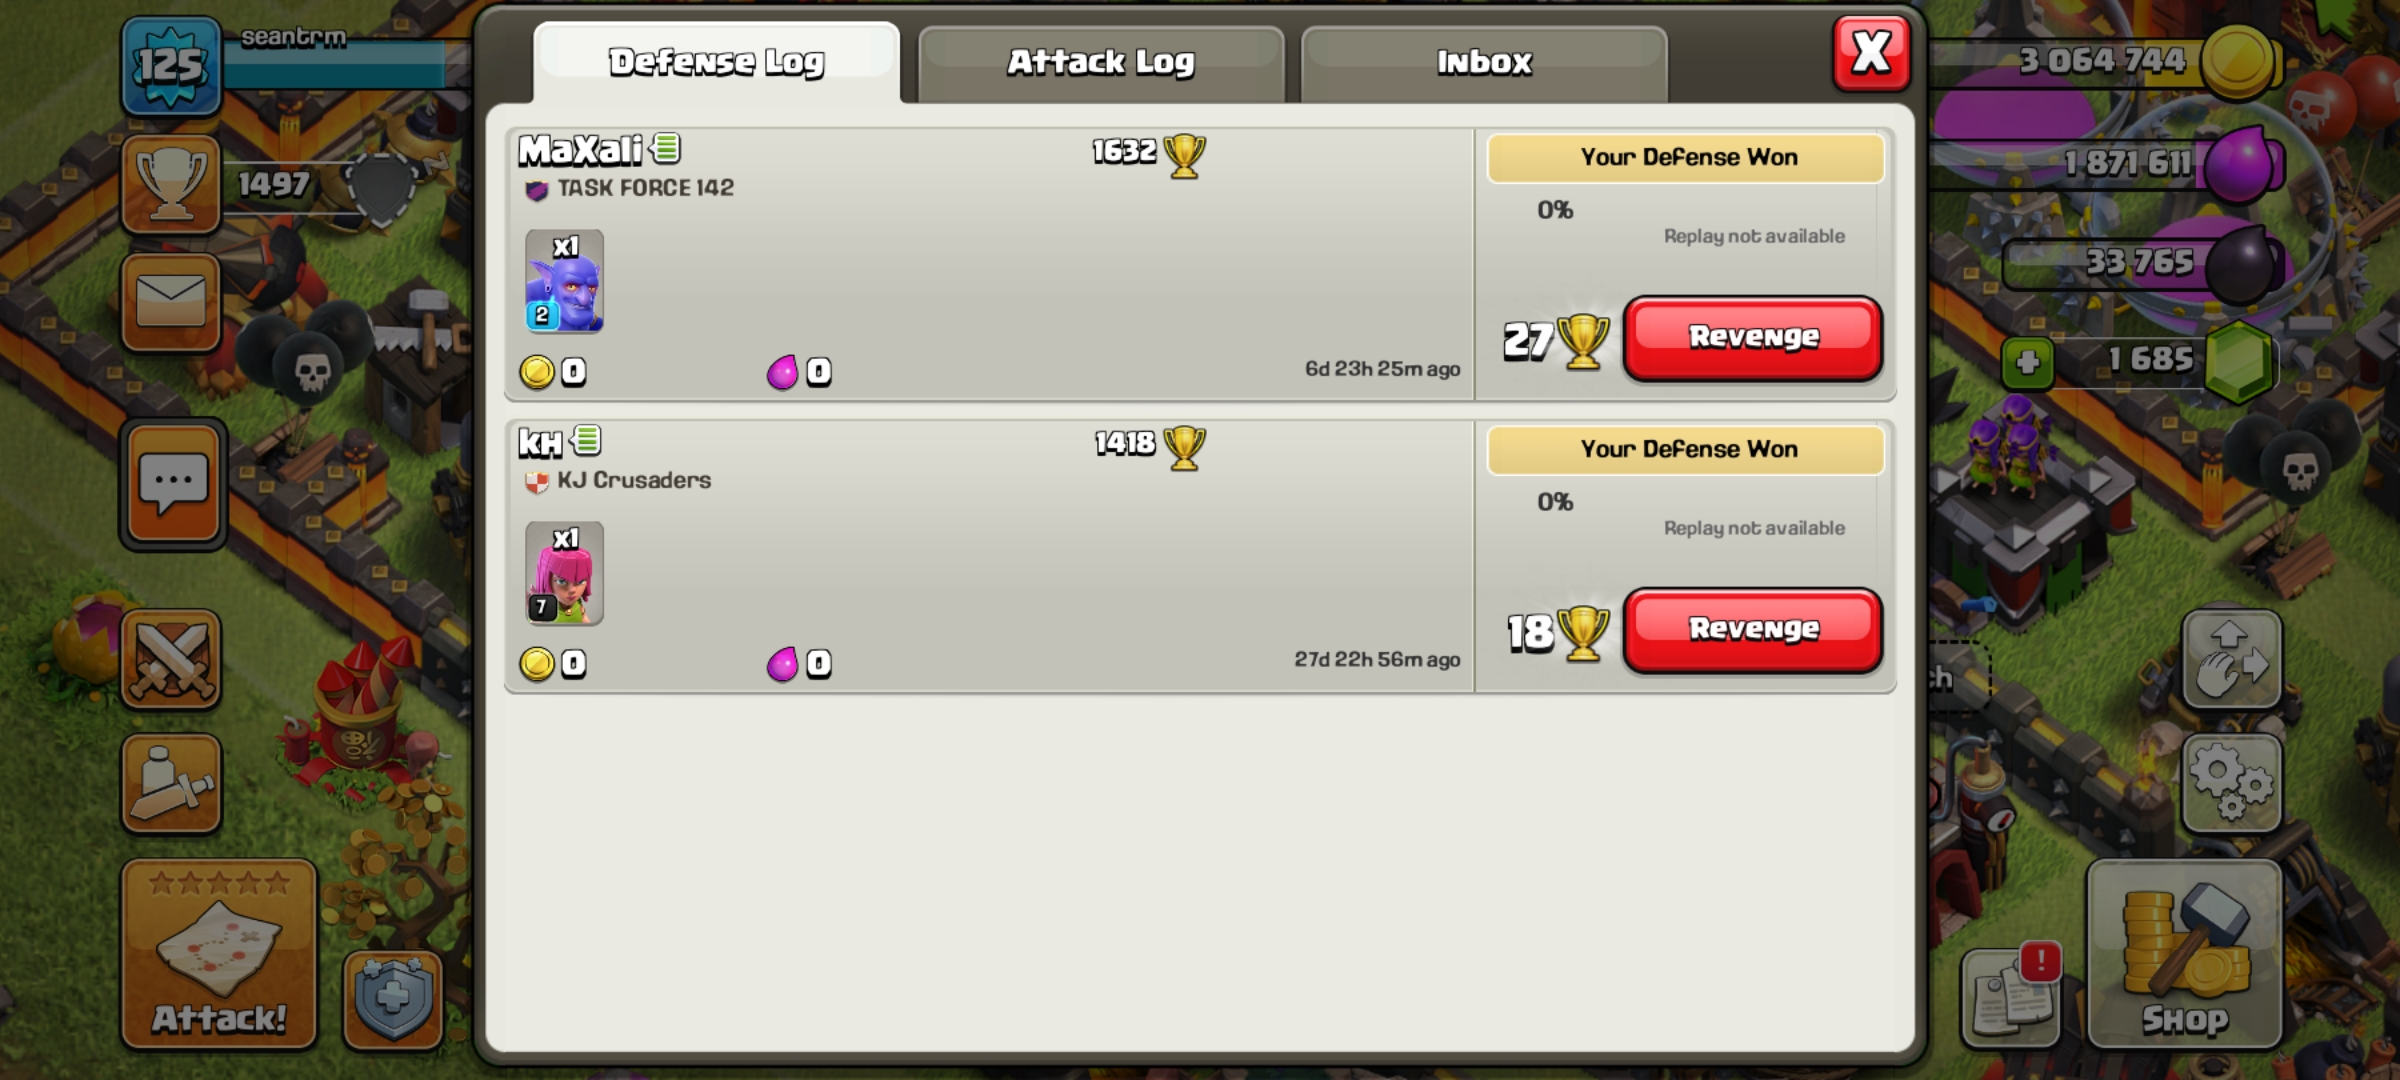 125
seantrm
Defense Log
Attack Log
Inbox
X
3 064 744
1497
1 871 611
33 765
1 685
MaXali
1632
TASK FORCE 142
x1
2
0
0
6d 23h 25m ago
Your Defense Won
0%
Replay not available
27
Revenge
kH
1418
KJ Crusaders
x1
7
0
0
27d 22h 56m ago
Your Defense Won
0%
Replay not available
18
Revenge
Attack!
!
Shop